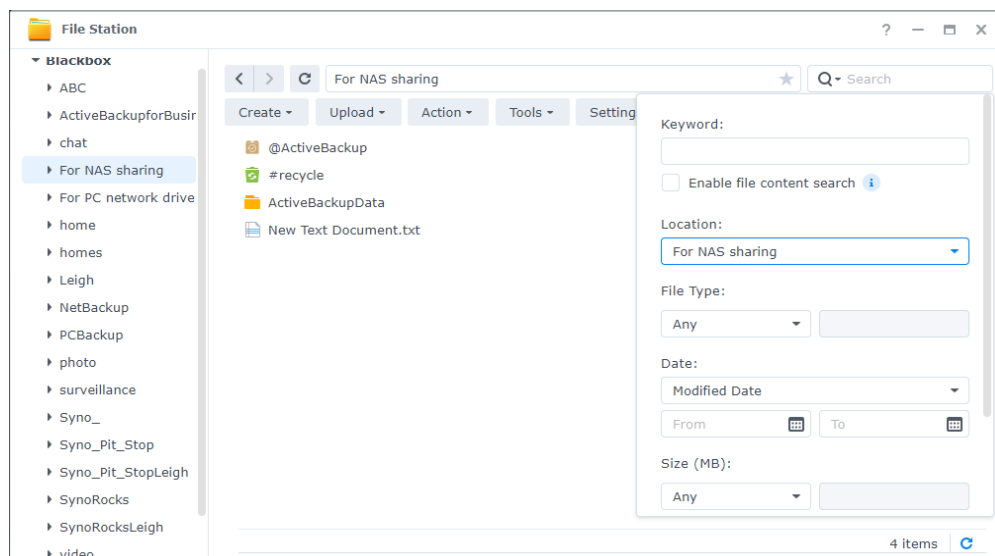 File Station
Blackbox
ABC
ActiveBackupforBusir
chat
For NAS sharing
For PC network drive
home
homes
Leigh
NetBackup
PCBackup
photo
surveillance
Syno_
Syno_Pit_Stop
Syno_Pit_StopLeigh
SynoRocks
SynoRocksLeigh
video
For NAS sharing
Search
Create
Upload
Action
Tools
Setting
@ActiveBackup
#recycle
ActiveBackupData
New Text Document.txt
Keyword:
Enable file content search
Location:
For NAS sharing
File Type:
Any
Date:
Modified Date
From
To
Size (MB):
Any
4 items